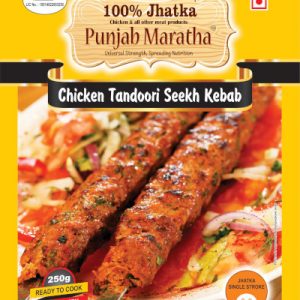 100% Jhatka
Chicken & all other meat products
Punjab Maratha™
Universal Strength, Spreading Nutrition
Chicken Tandoori Seekh Kebab
250g
READY TO COOK
JHATKA
SINGLE STROKE